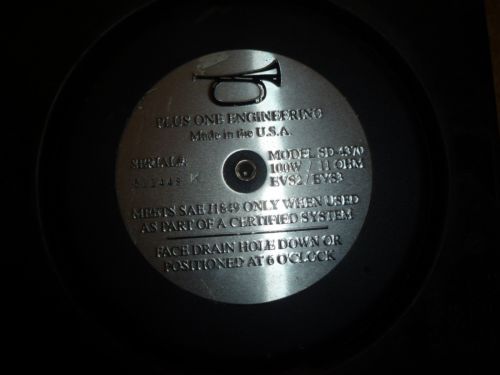 PLUS ONE ENGINEERING
Made in the U.S.A.
SERIAL#
MODEL SD-4370
100W / 11 OHM
EVS2 / EVS3
MEETS SAE J1849 ONLY WHEN USED
AS PART OF A CERTIFIED SYSTEM
FACE DRAIN HOLE DOWN OR
POSITIONED AT 6 O'CLOCK